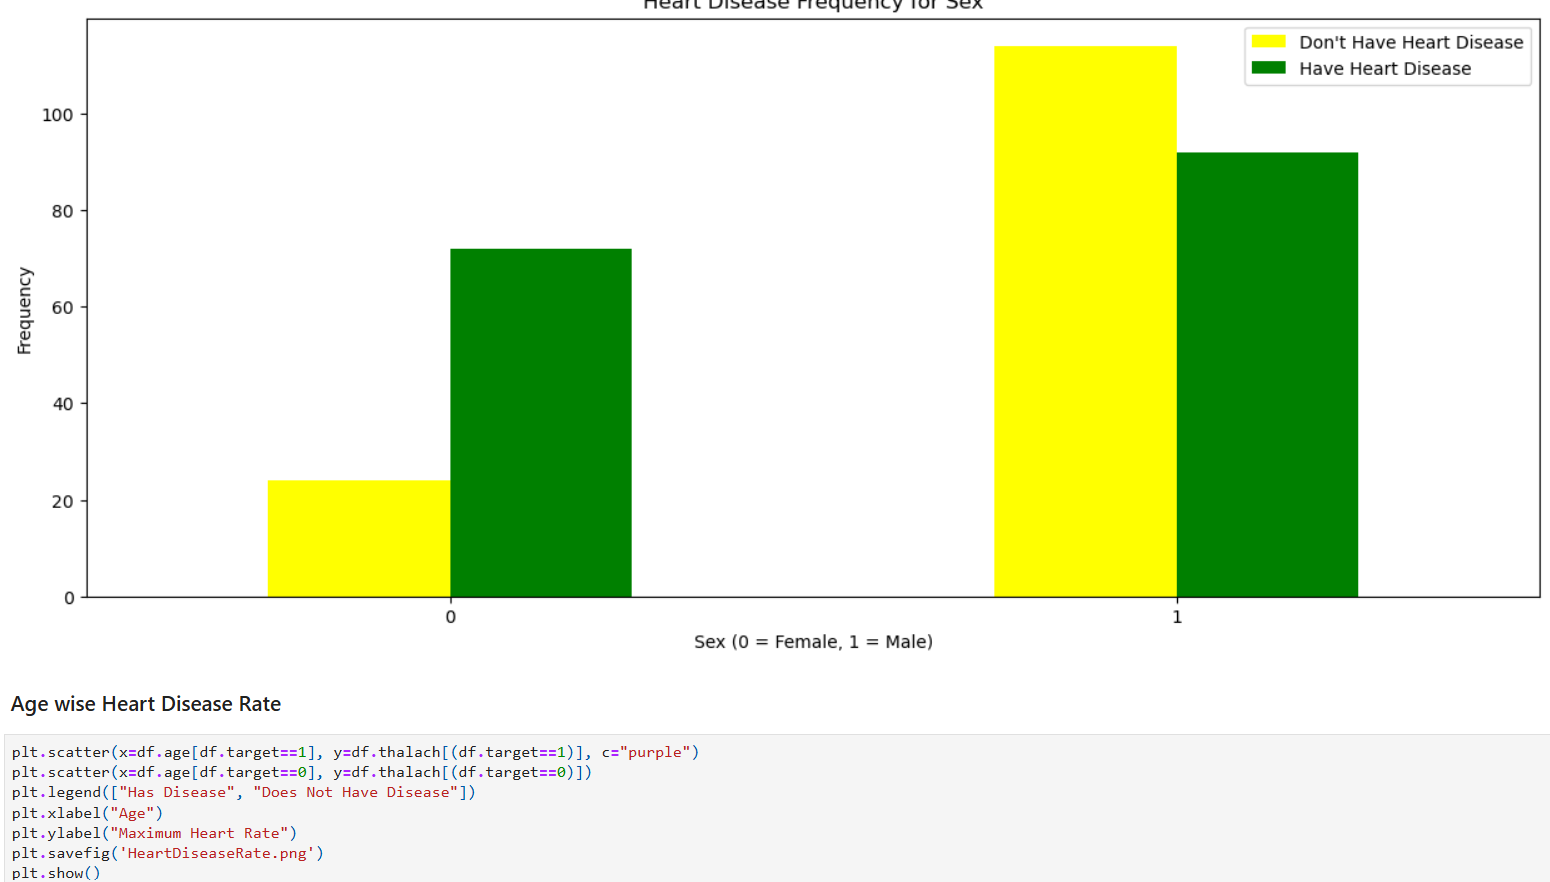 Heart Disease Frequency for Sex
Don't Have Heart Disease
Have Heart Disease
100
80
60
40
20
0
Frequency
0 1
Sex (0 = Female, 1 = Male)
Age wise Heart Disease Rate
plt.scatter(x=df.age[df.target==1], y=df.thalach[(df.target==1)], c="purple")
plt.scatter(x=df.age[df.target==0], y=df.thalach[(df.target==0)])
plt.legend(["Has Disease", "Does Not Have Disease"])
plt.xlabel("Age")
plt.ylabel("Maximum Heart Rate")
plt.savefig('HeartDiseaseRate.png')
plt.show()